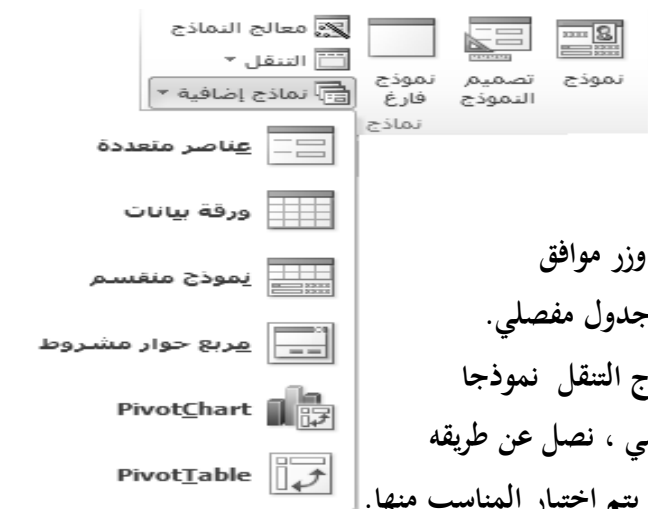 نموذج
تصميم النموذج
نموذج فارغ
معالج النماذج
التنقل
نماذج إضافية
نماذج
عناصر متعددة
ورقة بيانات
نموذج منقسم
مربع حوار مشروط
PivotChart
PivotTable
وزر موافق
جدول مفصلي.
ج التنقل نموذجا
ي ، نصل عن طريقه
يتم اختيار المناسب منها.